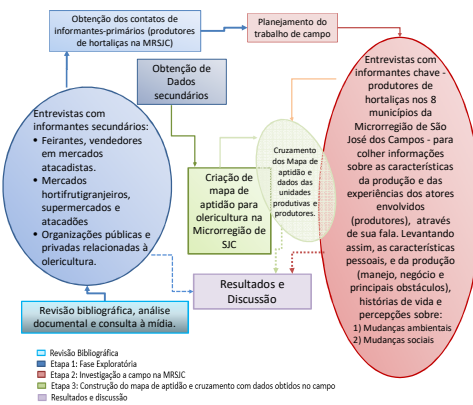 Obtenção dos contatos de
informantes-primários (produtores
de hortaliças na MRSJC)
Planejamento do
trabalho de campo
Obtenção de
Dados
secundários
Entrevistas com
informantes secundários:
• Feirantes, vendedores
em mercados
atacadistas.
• Mercados
hortifrutigranjeiros,
supermercados e
atacadões
• Organizações públicas e
privadas relacionadas à
olericultura.
Criação de
mapa de
aptidão para
olericultura na
Microrregião de
SJC
Cruzamento
dos Mapa de
aptidão e
dados das
unidades
produtivas e
produtores.
Entrevistas com
informantes chave -
produtores de
hortaliças nos 8
municípios da
Microrregião de São
José dos Campos - para
colher informações
sobre as características
da produção e das
experiências dos atores
envolvidos
(produtores), através
de sua fala. Levantando
assim, as características
pessoais, e da produção
(manejo, negócio e
principais obstáculos),
histórias de vida e
percepções sobre:
1) Mudanças ambientais
2) Mudanças sociais
Resultados e
Discussão
Revisão bibliográfica, análise
documental e consulta à mídia.
Revisão Bibliográfica
Etapa 1: Fase Exploratória
Etapa 2: Investigação a campo na MRSJC
Etapa 3: Construção do mapa de aptidão e cruzamento com dados obtidos no campo
Resultados e discussão